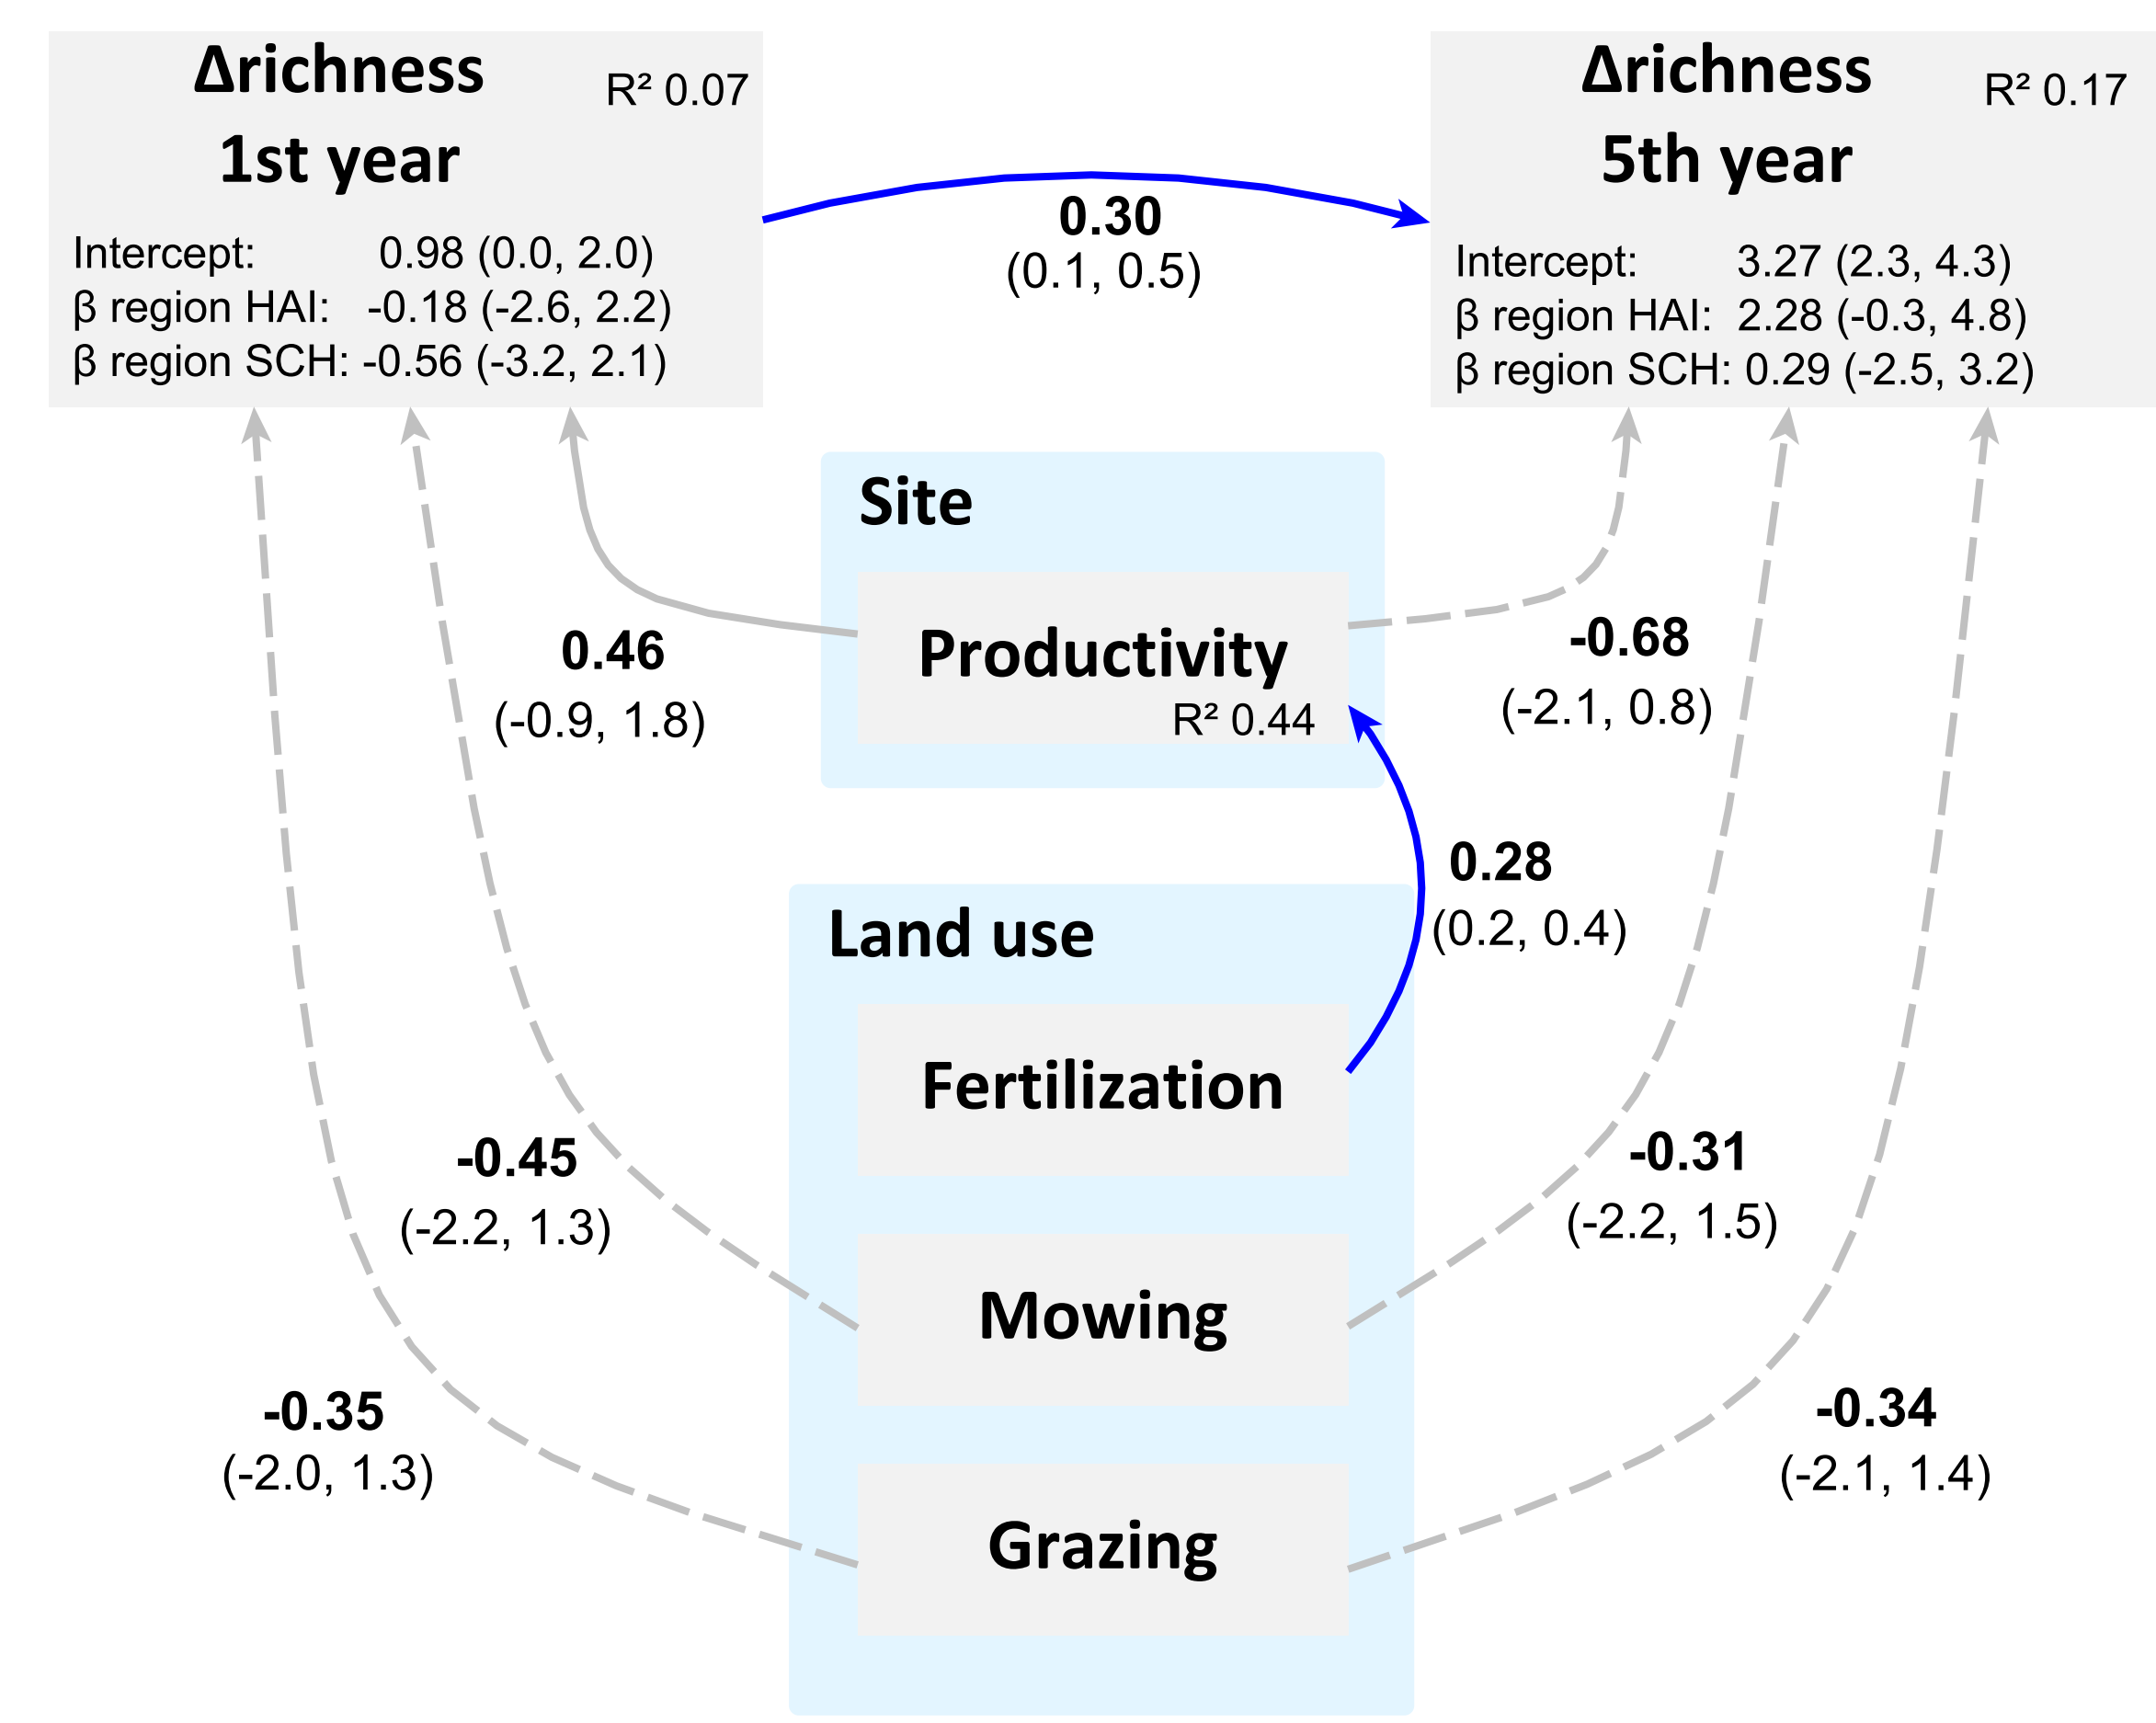 Δrichness
1st year
R² 0.07
Intercept: 0.98 (0.0, 2.0)
β region HAI: -0.18 (-2.6, 2.2)
β region SCH: -0.56 (-3.2, 2.1)
0.30
(0.1, 0.5)
Δrichness
5th year
R² 0.17
Intercept: 3.27 (2.3, 4.3)
β region HAI: 2.28 (-0.3, 4.8)
β region SCH: 0.29 (-2.5, 3.2)
Site
Productivity
R² 0.44
0.46
(-0.9, 1.8)
-0.68
(-2.1, 0.8)
0.28
(0.2, 0.4)
Land use
Fertilization
-0.45
(-2.2, 1.3)
-0.31
(-2.2, 1.5)
Mowing
-0.35
(-2.0, 1.3)
-0.34
(-2.1, 1.4)
Grazing